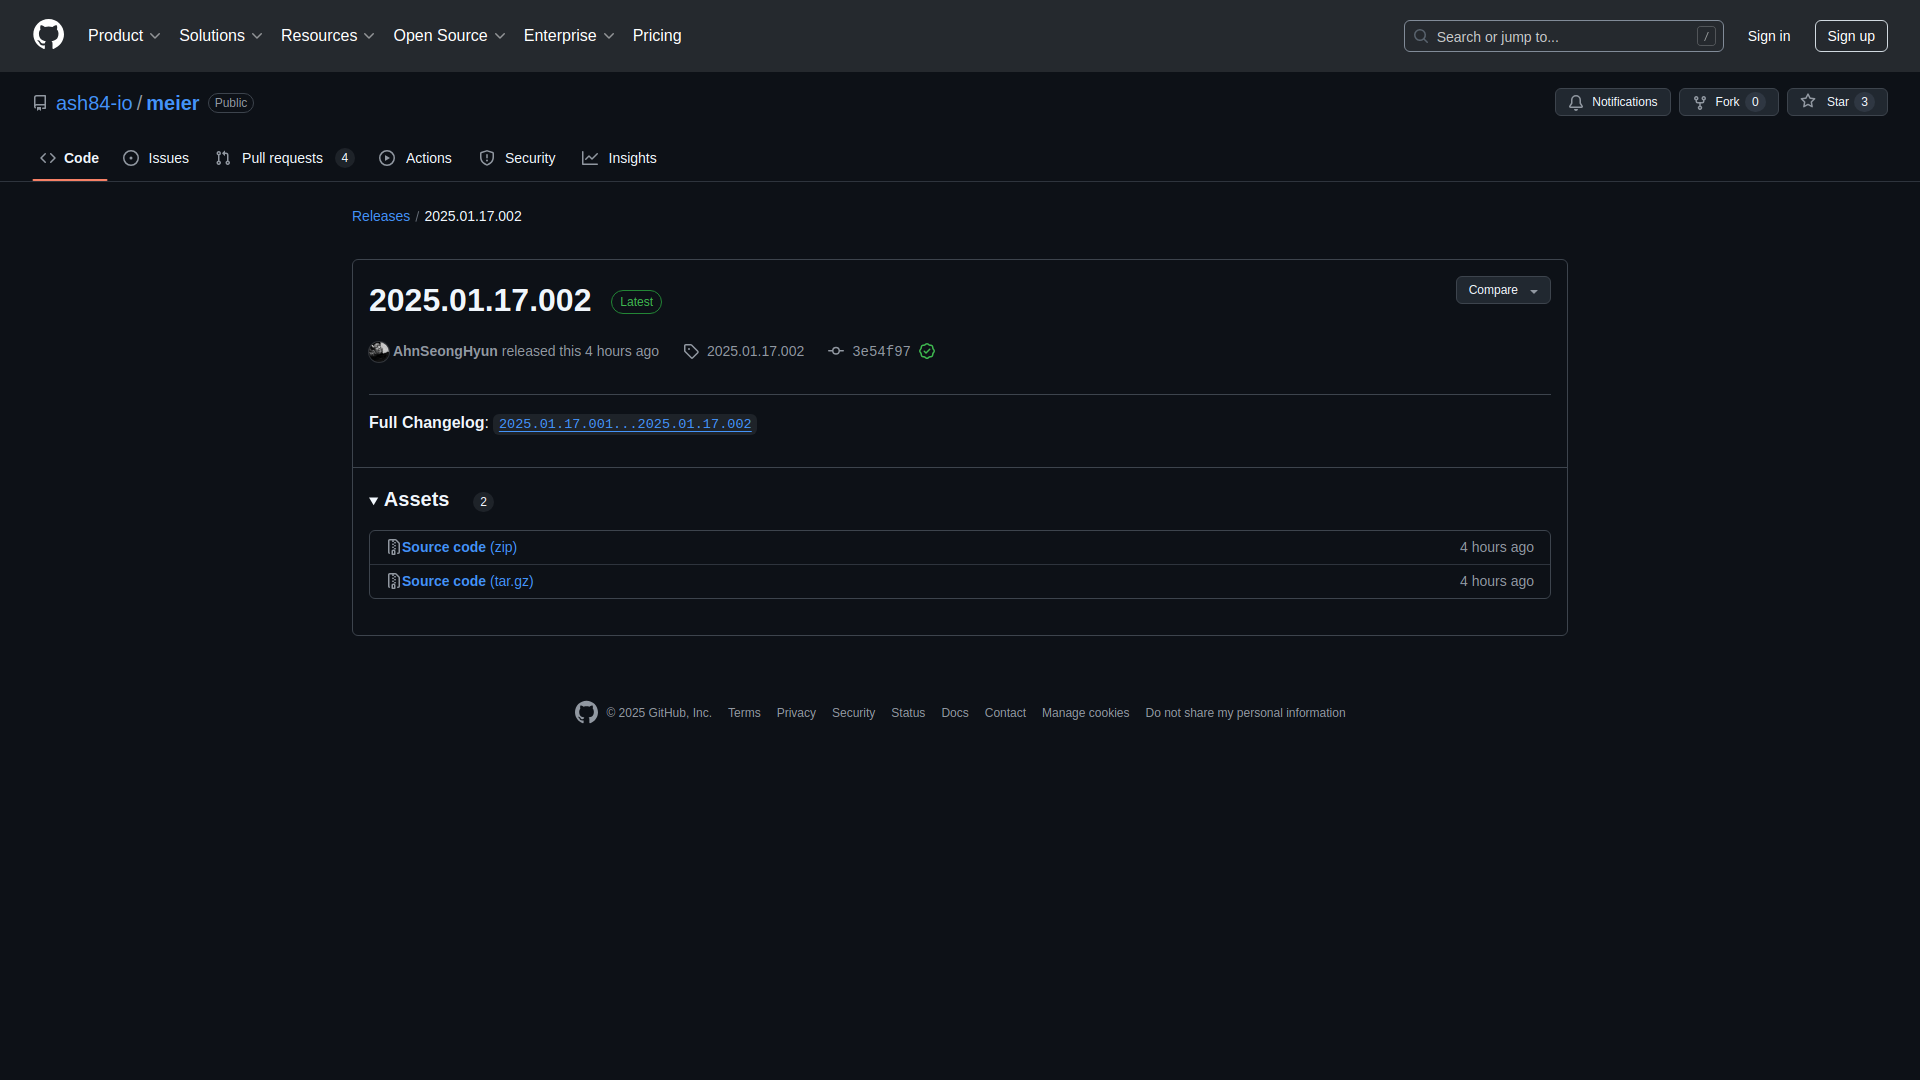 Product Solutions Resources Open Source Enterprise Pricing Search or jump to... / Sign in Sign up
ash84-io / meier Public Notifications Fork 0 Star 3
Code Issues Pull requests 4 Actions Security Insights
Releases / 2025.01.17.002
2025.01.17.002 Latest Compare
AhnSeongHyun released this 4 hours ago 2025.01.17.002 3e54f97
Full Changelog: 2025.01.17.001...2025.01.17.002
Assets 2
Source code (zip) 4 hours ago
Source code (tar.gz) 4 hours ago
© 2025 GitHub, Inc. Terms Privacy Security Status Docs Contact Manage cookies Do not share my personal information